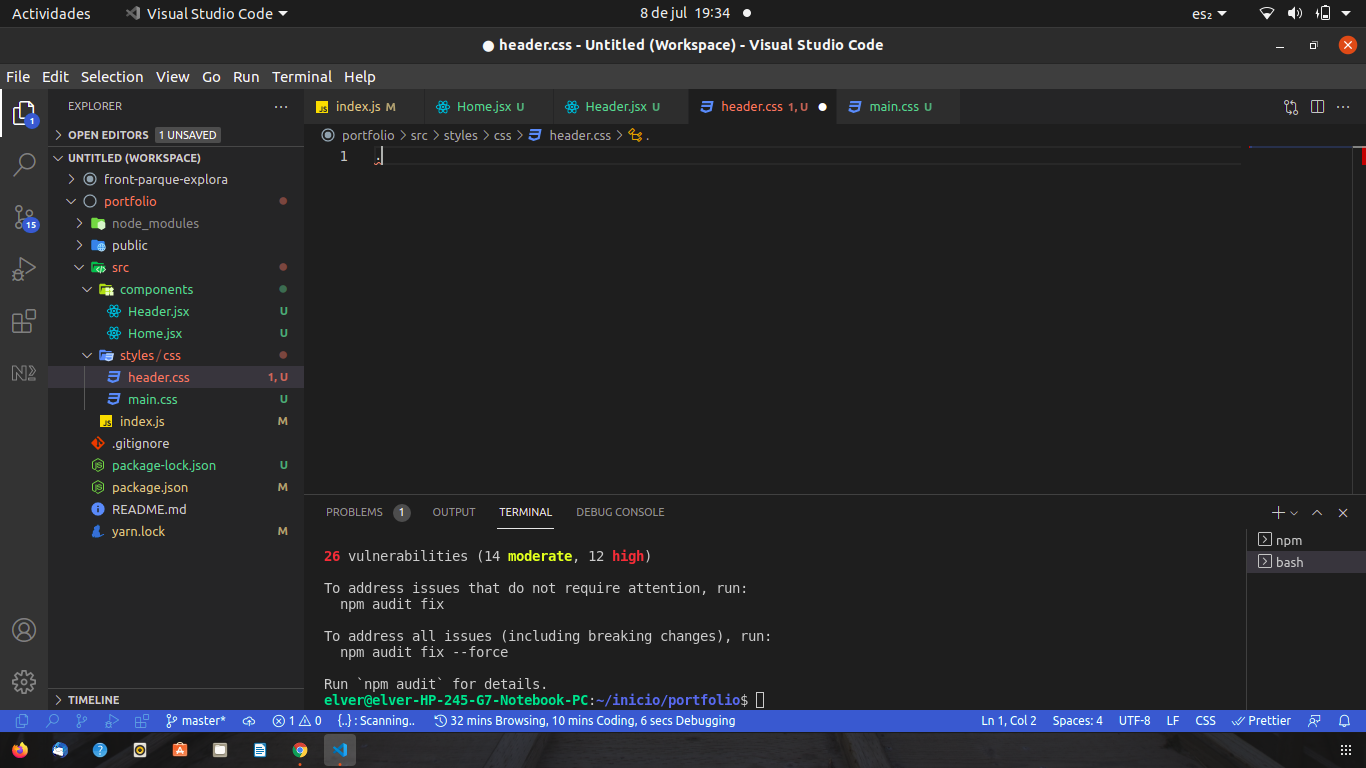 Actividades Visual Studio Code 8 de jul 19:34 es₂
header.css - Untitled (Workspace) - Visual Studio Code
File Edit Selection View Go Run Terminal Help
EXPLORER
OPEN EDITORS 1 UNSAVED
UNTITLED (WORKSPACE)
front-parque-explora
portfolio
node_modules
public
src
components
Header.jsx U
Home.jsx U
styles/css
header.css 1, U
main.css U
index.js M
.gitignore
package-lock.json U
package.json M
README.md
yarn.lock M
TIMELINE
1
15
index.js M Home.jsx U Header.jsx U header.css 1, U main.css U
portfolio > src > styles > css > header.css > .
1 .
PROBLEMS 1 OUTPUT TERMINAL DEBUG CONSOLE
26 vulnerabilities (14 moderate, 12 high)
To address issues that do not require attention, run:
npm audit fix
To address all issues (including breaking changes), run:
npm audit fix --force
Run `npm audit` for details.
elver@elver-HP-245-G7-Notebook-PC:~/inicio/portfolio$
npm
bash
master* 1 0 {..} : Scanning.. 32 mins Browsing, 10 mins Coding, 6 secs Debugging Ln 1, Col 2 Spaces: 4 UTF-8 LF CSS Prettier